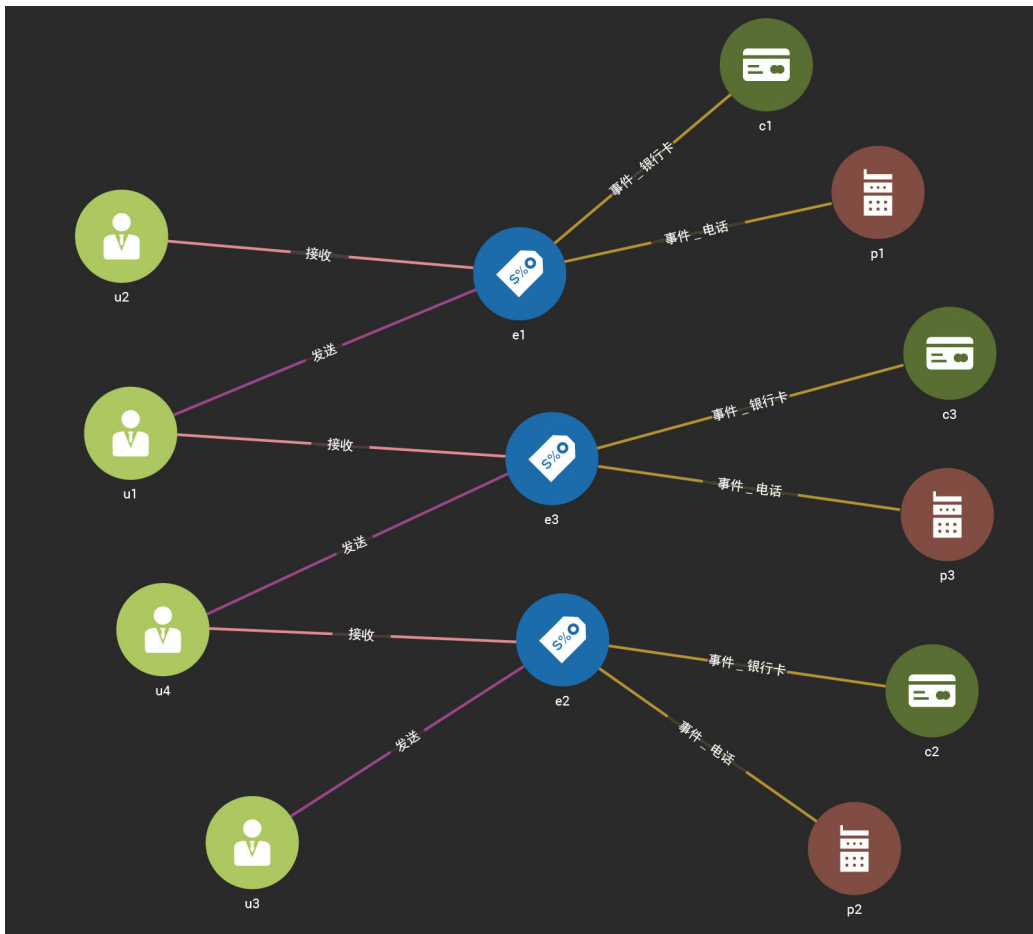 c1
事件_银行卡
p1
事件_电话
u2
接收
e1
发送
c3
事件_银行卡
u1
接收
e3
事件_电话
p3
发送
u4
接收
e2
事件_银行卡
c2
发送
事件_电话
u3
p2